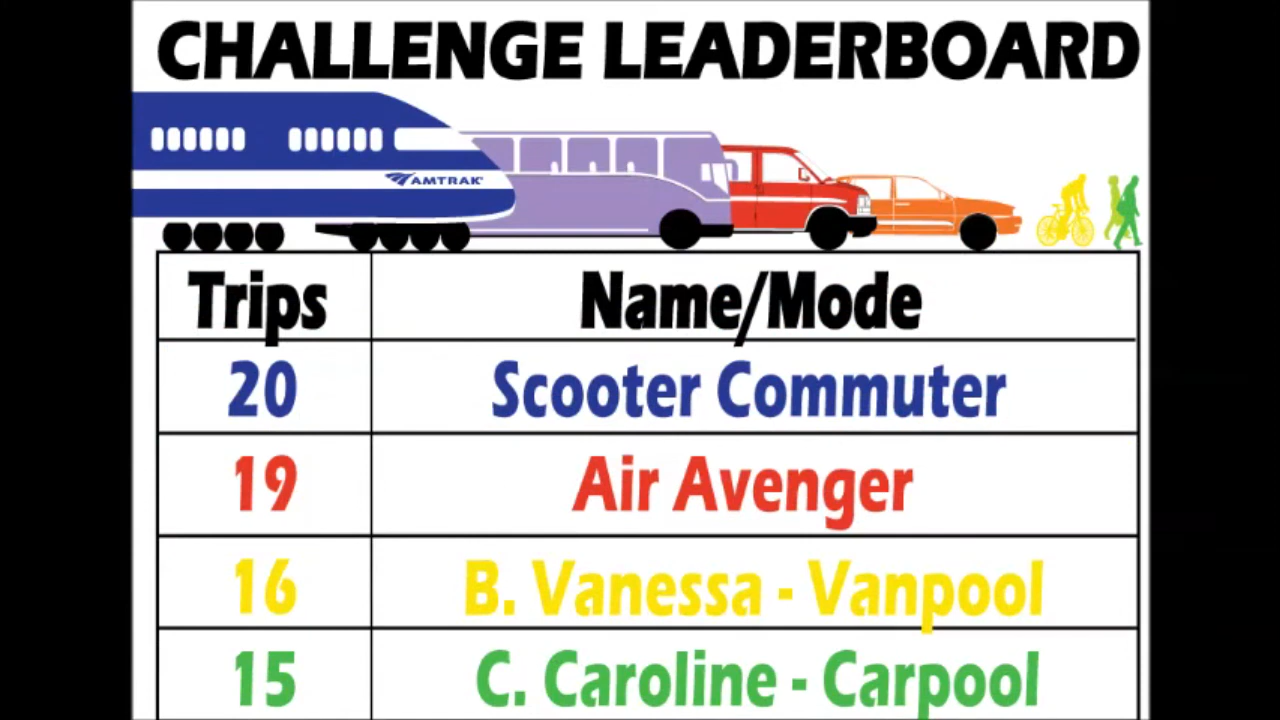 CHALLENGE LEADERBOARD
AMTRAK
Trips Name/Mode
20 Scooter Commuter
19 Air Avenger
16 B. Vanessa - Vanpool
15 C. Caroline - Carpool